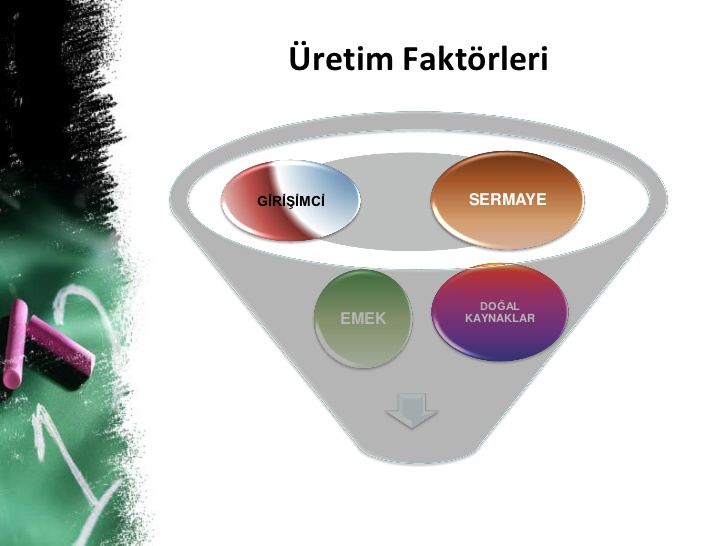 Üretim Faktörleri
GİRİŞİMCİ
SERMAYE
EMEK
DOĞAL
KAYNAKLAR